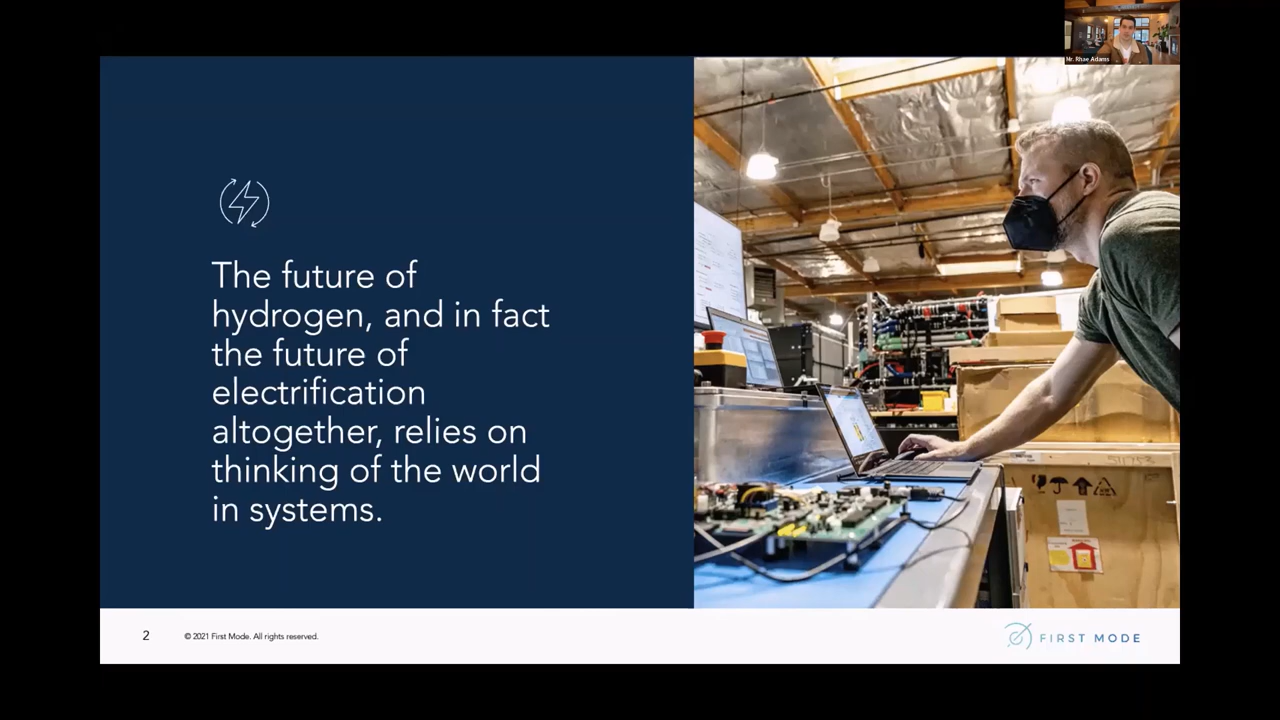 Mr. Rhae Adams
The future of
hydrogen, and in fact
the future of
electrification
altogether, relies on
thinking of the world
in systems.
2
© 2021 First Mode. All rights reserved.
FIRST MODE